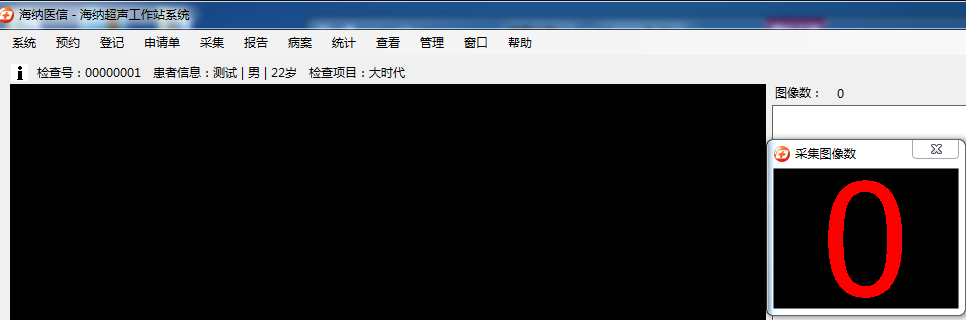 海纳医信 - 海纳超声工作站系统
系统 预约 登记 申请单 采集 报告 病案 统计 查看 管理 窗口 帮助
检查号：00000001 患者信息：测试 | 男 | 22岁 检查项目：大时代
图像数： 0
采集图像数
0